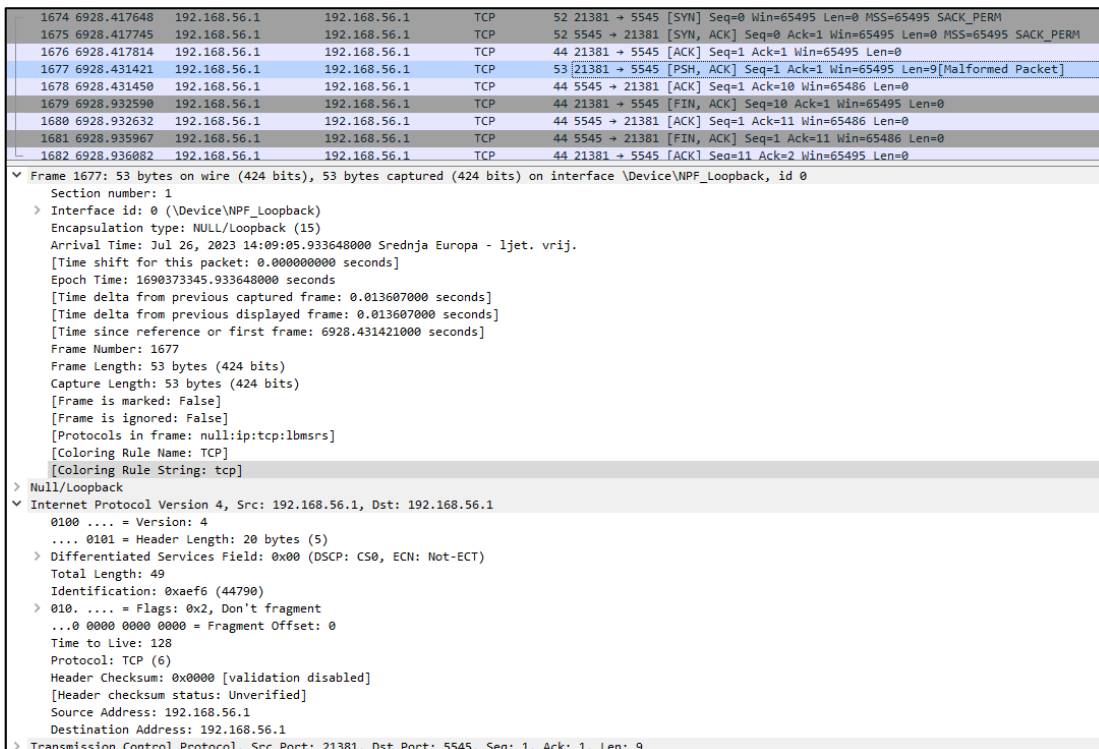 1674 6928.417648 192.168.56.1 192.168.56.1 TCP 52 21381 → 5545 [SYN] Seq=0 Win=65495 Len=0 MSS=65495 SACK_PERM
1675 6928.417745 192.168.56.1 192.168.56.1 TCP 52 5545 → 21381 [SYN, ACK] Seq=0 Ack=1 Win=65495 Len=0 MSS=65495 SACK_PERM
1676 6928.417814 192.168.56.1 192.168.56.1 TCP 44 21381 → 5545 [ACK] Seq=1 Ack=1 Win=65495 Len=0
1677 6928.431421 192.168.56.1 192.168.56.1 TCP 53 21381 → 5545 [PSH, ACK] Seq=1 Ack=1 Win=65495 Len=9[Malformed Packet]
1678 6928.431450 192.168.56.1 192.168.56.1 TCP 44 5545 → 21381 [ACK] Seq=1 Ack=10 Win=65486 Len=0
1679 6928.932590 192.168.56.1 192.168.56.1 TCP 44 21381 → 5545 [FIN, ACK] Seq=10 Ack=1 Win=65495 Len=0
1680 6928.932632 192.168.56.1 192.168.56.1 TCP 44 5545 → 21381 [ACK] Seq=1 Ack=11 Win=65486 Len=0
1681 6928.935967 192.168.56.1 192.168.56.1 TCP 44 5545 → 21381 [FIN, ACK] Seq=1 Ack=11 Win=65486 Len=0
1682 6928.936082 192.168.56.1 192.168.56.1 TCP 44 21381 → 5545 [ACK] Seq=11 Ack=2 Win=65495 Len=0
Frame 1677: 53 bytes on wire (424 bits), 53 bytes captured (424 bits) on interface \Device\NPF_Loopback, id 0
Section number: 1
Interface id: 0 (\Device\NPF_Loopback)
Encapsulation type: NULL/Loopback (15)
Arrival Time: Jul 26, 2023 14:09:05.933648000 Srednja Europa - ljet. vrij.
[Time shift for this packet: 0.000000000 seconds]
Epoch Time: 1690373345.933648000 seconds
[Time delta from previous captured frame: 0.013607000 seconds]
[Time delta from previous displayed frame: 0.013607000 seconds]
[Time since reference or first frame: 6928.431421000 seconds]
Frame Number: 1677
Frame Length: 53 bytes (424 bits)
Capture Length: 53 bytes (424 bits)
[Frame is marked: False]
[Frame is ignored: False]
[Protocols in frame: null:ip:tcp:lbmsrs]
[Coloring Rule Name: TCP]
[Coloring Rule String: tcp]
Null/Loopback
Internet Protocol Version 4, Src: 192.168.56.1, Dst: 192.168.56.1
0100 .... = Version: 4
.... 0101 = Header Length: 20 bytes (5)
Differentiated Services Field: 0x00 (DSCP: CS0, ECN: Not-ECT)
Total Length: 49
Identification: 0xaef6 (44790)
010. .... = Flags: 0x2, Don't fragment
...0 0000 0000 0000 = Fragment Offset: 0
Time to Live: 128
Protocol: TCP (6)
Header Checksum: 0x0000 [validation disabled]
[Header checksum status: Unverified]
Source Address: 192.168.56.1
Destination Address: 192.168.56.1
Transmission Control Protocol, Src Port: 21381, Dst Port: 5545, Seq: 1, Ack: 1, Len: 9